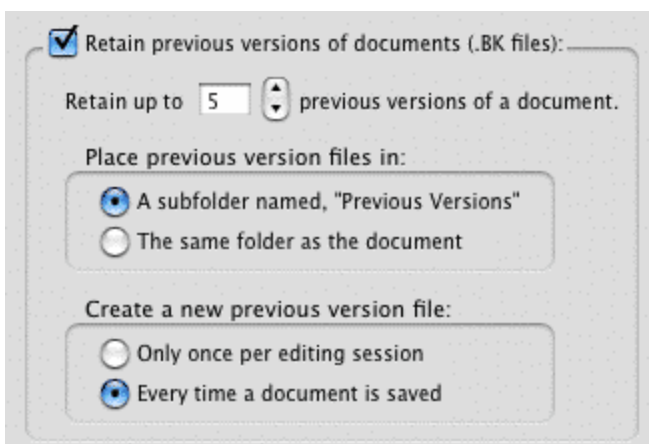 Retain previous versions of documents (.BK files):
Retain up to 5 previous versions of a document.
Place previous version files in:
A subfolder named, "Previous Versions"
The same folder as the document
Create a new previous version file:
Only once per editing session
Every time a document is saved